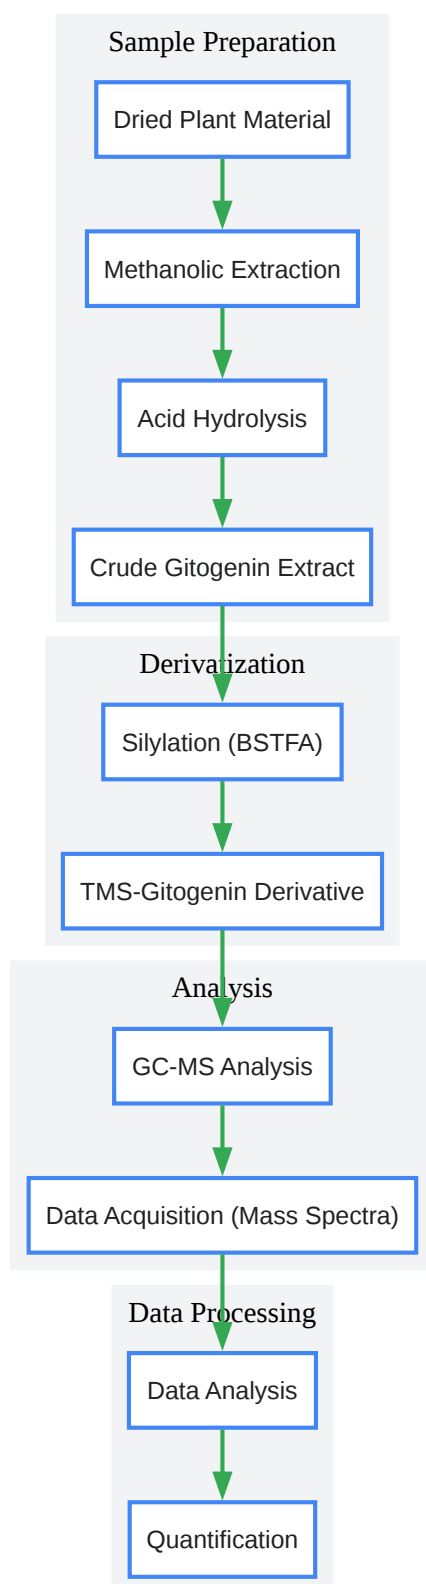 Sample Preparation
Dried Plant Material
Methanolic Extraction
Acid Hydrolysis
Crude Gitogenin Extract
Derivatization
Silylation (BSTFA)
TMS-Gitogenin Derivative
Analysis
GC-MS Analysis
Data Acquisition (Mass Spectra)
Data Processing
Data Analysis
Quantification